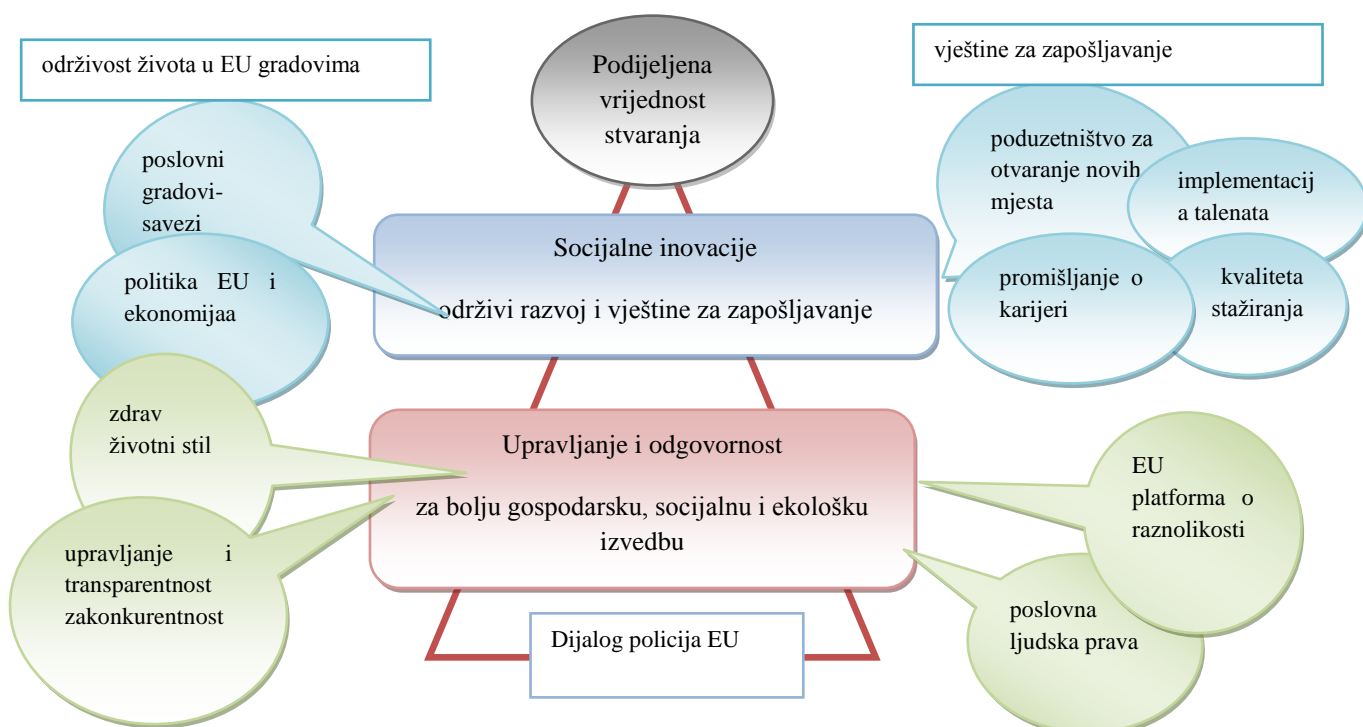 održivost života u EU gradovima
Podijeljena
vrijednost
stvaranja
vještine za zapošljavanje
poslovni
gradovi-
savezi
politika EU i
ekonomijaa
poduzetništvo za
otvaranje novih
mjesta
implementacij
a talenata
promišljanje o
karijeri
kvaliteta
stažiranja
Socijalne inovacije
održivi razvoj i vještine za zapošljavanje
zdrav
životni stil
upravljanje i
transparentnost
zakonkurentnost
Upravljanje i odgovornost
za bolju gospodarsku, socijalnu i ekološku
izvedbu
EU
platforma o
raznolikosti
poslovna
ljudska prava
Dijalog policija EU